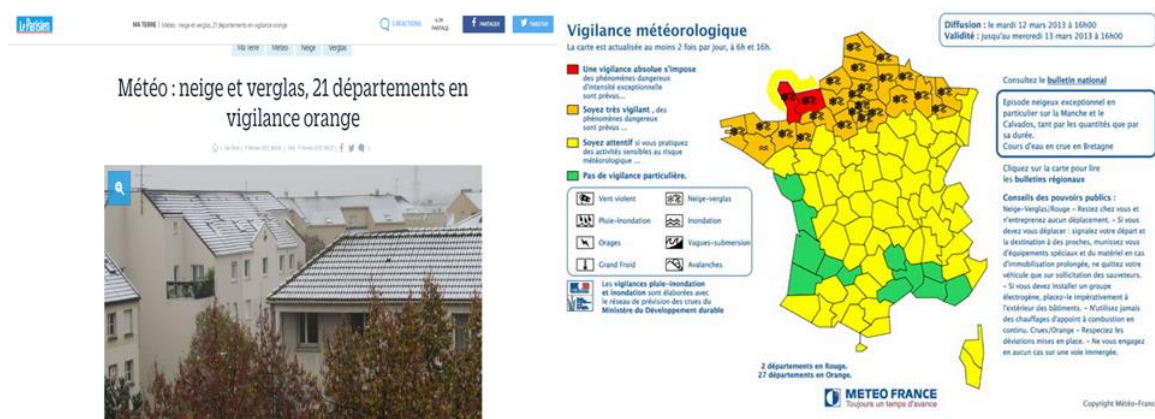 Le Parisien
MA TERRE | Météo : neige et verglas, 21 départements en vigilance orange
RÉACTIONS
PARTAGE
PARTAGER
TWEETER
Ma Terre
Météo
Neige
Verglas
Météo : neige et verglas, 21 départements en
vigilance orange
Vigilance météorologique
La carte est actualisée au moins 2 fois par jour, à 6h et 16h.
Une vigilance absolue s'impose
des phénomènes dangereux
d'intensité exceptionnelle
sont prévus...
Soyez très vigilant , des
phénomènes dangereux
sont prévus ...
Soyez attentif si vous pratiquez
des activités sensibles au risque
météorologique ...
Pas de vigilance particulière.
Vent violent
Neige-verglas
Pluie-Inondation
Inondation
Orages
Vagues-submersion
Grand Froid
Avalanches
Les vigilances pluie-inondation
et inondation sont élaborées avec
le réseau de prévision des crues du
Ministère du Développement durable
Diffusion : le mardi 12 mars 2013 à 16h00
Validité : jusqu'au mercredi 13 mars 2013 à 16h00
Consultez le bulletin national
Episode neigeux exceptionnel en
particulier sur la Manche et le
Calvados, tant par les quantités que par
sa durée.
Cours d'eau en crue en Bretagne
Cliquez sur la carte pour lire
les bulletins régionaux
Conseils des pouvoirs publics :
Neige-Verglas/Rouge – Restez chez vous et
n'entreprenez aucun déplacement. – Si vous
devez vous déplacer : signalez votre départ et
la destination à des proches, munissez vous
d'équipements spéciaux et du matériel en cas
d'immobilisation prolongée, ne quittez votre
véhicule que sur sollicitation des sauveteurs.
– Si vous devez installer un groupe
électrogène, placez-le impérativement à
l'extérieur des bâtiments. – N'utilisez jamais
des chauffages d'appoint à combustion en
continu. Crues/Orange – Respectez les
déviations mises en place. – Ne vous engagez
en aucun cas sur une voie immergée.
2 départements en Rouge.
27 départements en Orange.
METEO FRANCE
Toujours un temps d'avance
Copyright Météo-Franc